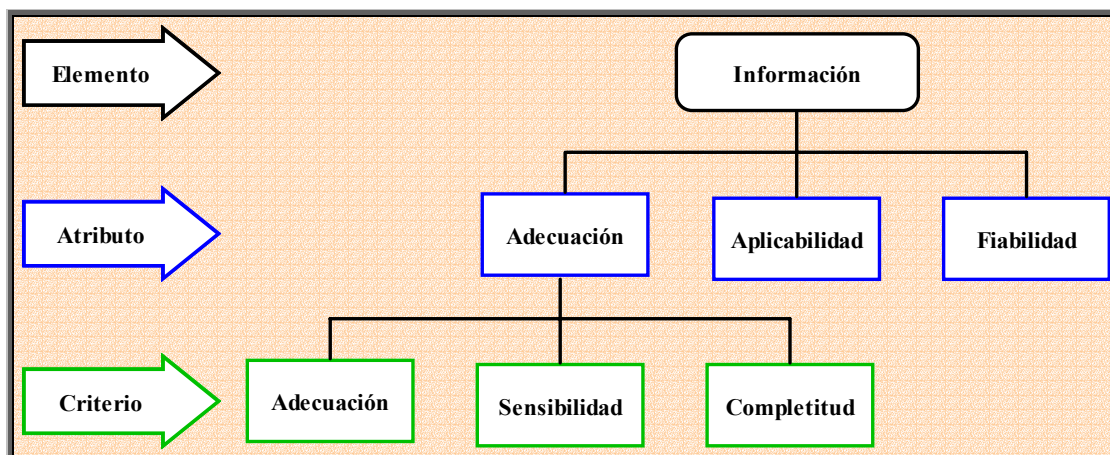 Elemento
Información
Atributo
Adecuación
Aplicabilidad
Fiabilidad
Criterio
Adecuación
Sensibilidad
Completitud